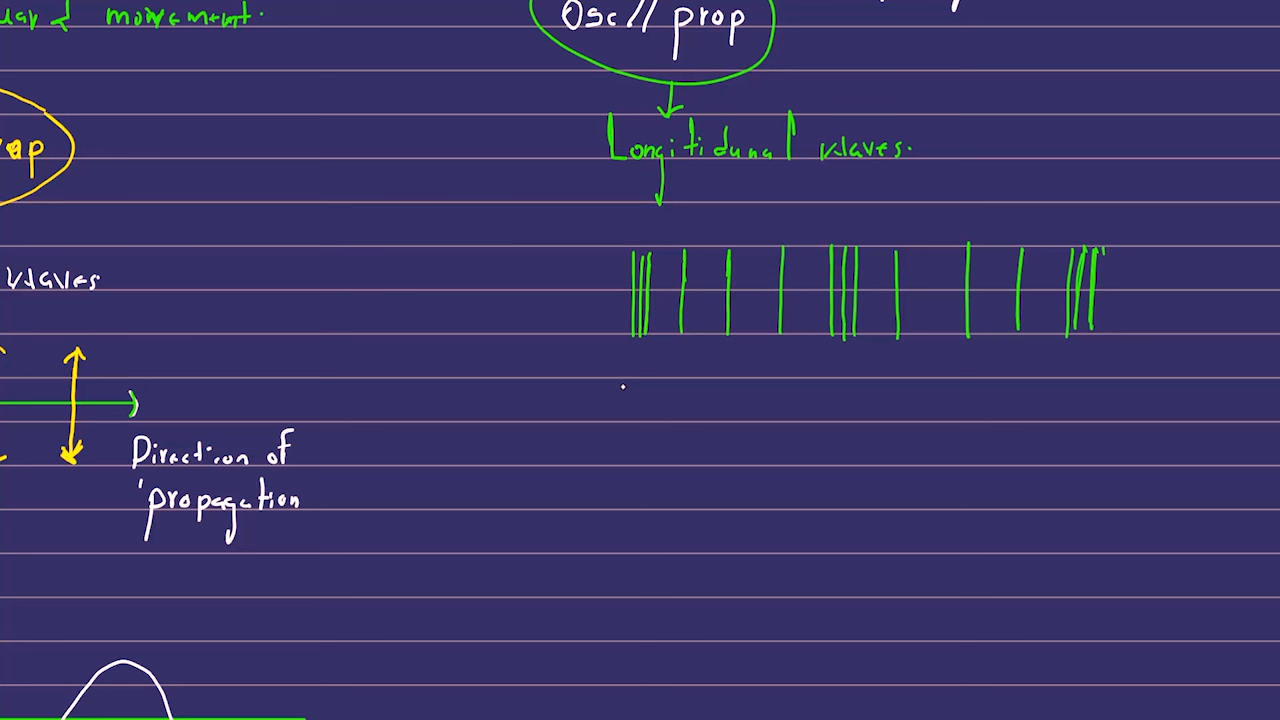 movement.
Osc // prop
Longitidunal waves.
waves
Direction of
propagation